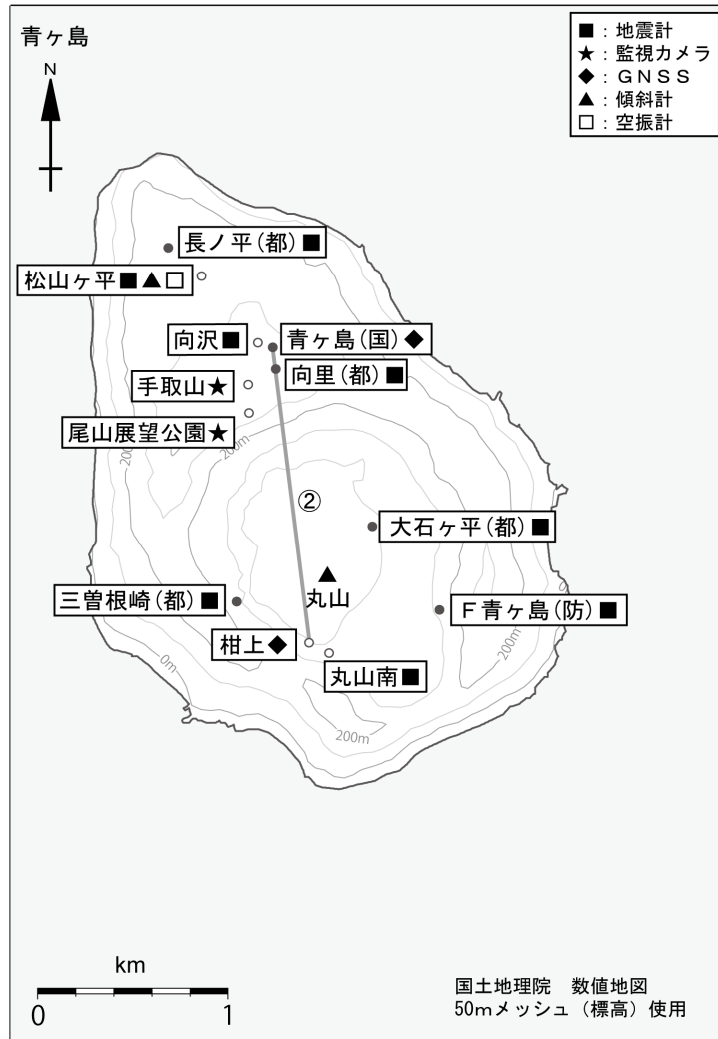 青ヶ島
N
■：地震計
★：監視カメラ
◆：ＧＮＳＳ
▲：傾斜計
□：空振計
長ノ平(都)■
松山ヶ平■▲□
向沢■
青ヶ島(国)◆
向里(都)■
手取山★
尾山展望公園★
200m
200m
②
大石ヶ平(都)■
丸山
三曽根崎(都)■
Ｆ青ヶ島(防)■
0m
柑上◆
丸山南■
200m
0m
200m
km
0 1
国土地理院　数値地図
50mメッシュ（標高）使用